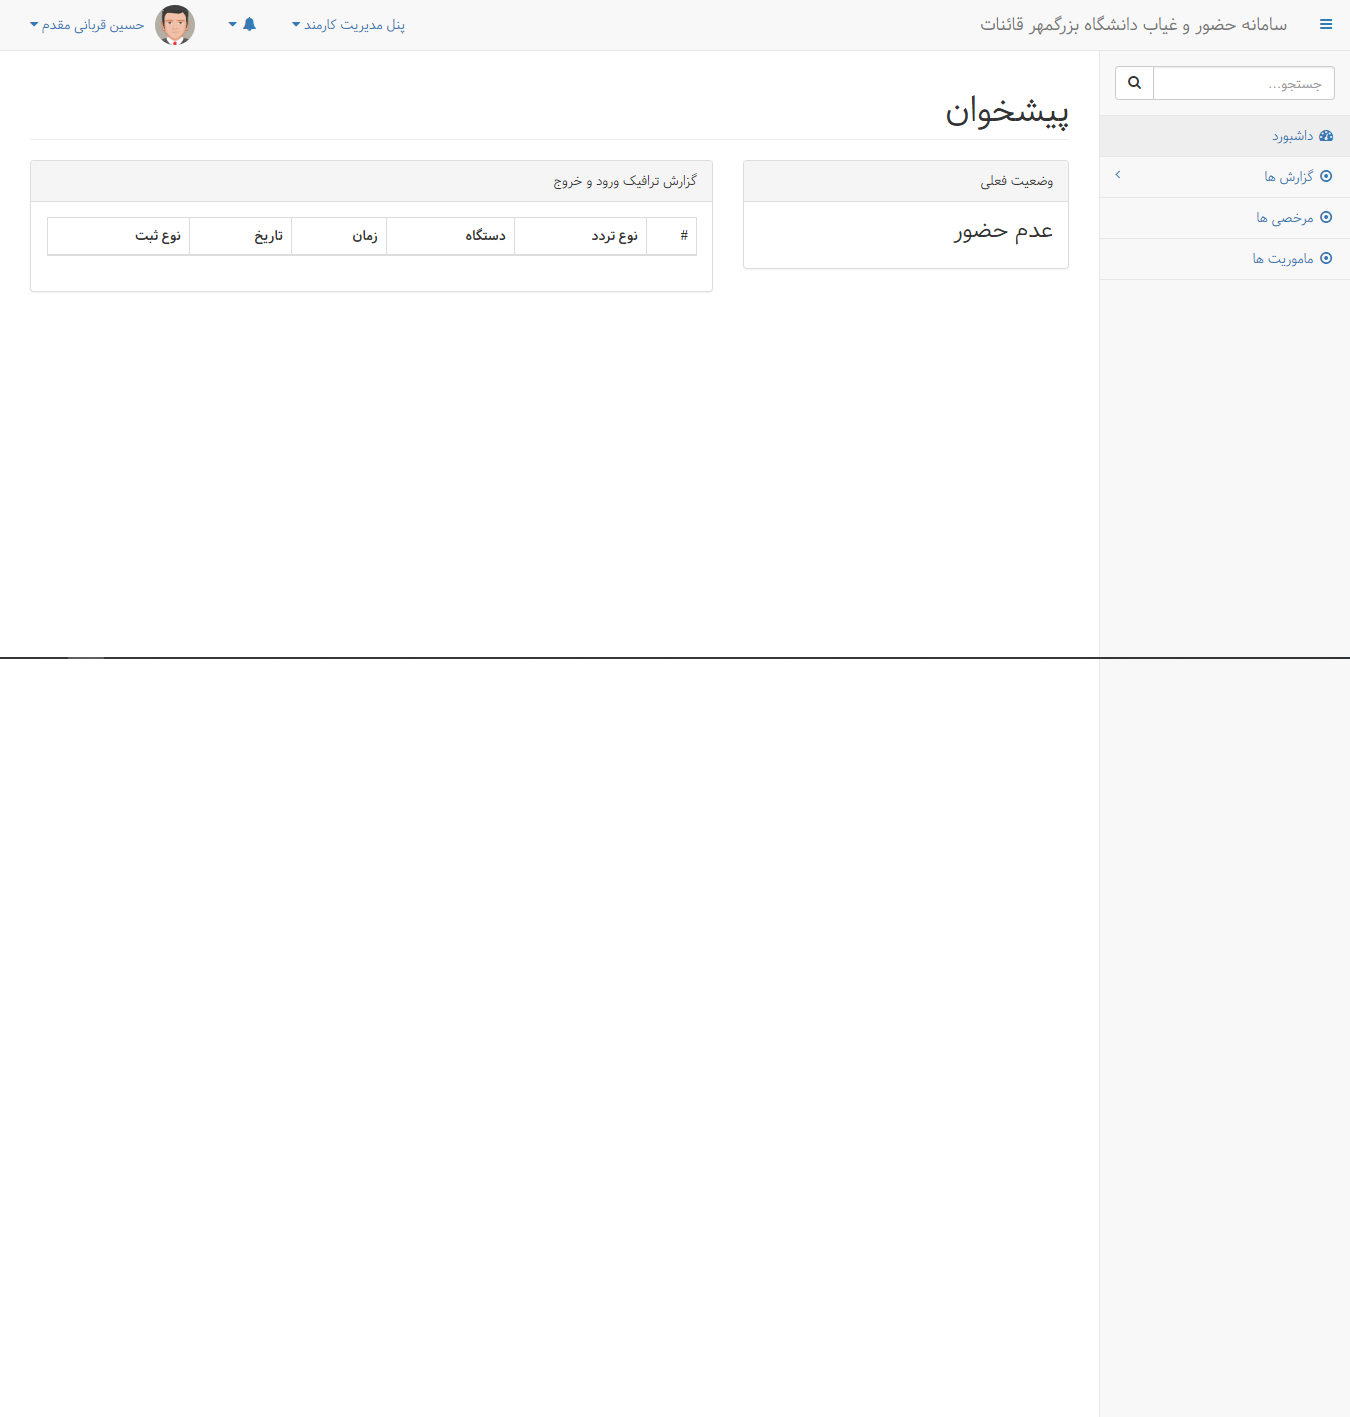 سامانه حضور و غیاب دانشگاه بزرگمهر قائنات
پنل مدیریت کارمند
حسین قربانی مقدم
جستجو...
داشبورد
گزارش ها
مرخصی ها
ماموریت ها
پیشخوان
وضعیت فعلی
عدم حضور
گزارش ترافیک ورود و خروج
# نوع تردد دستگاه زمان تاریخ نوع ثبت